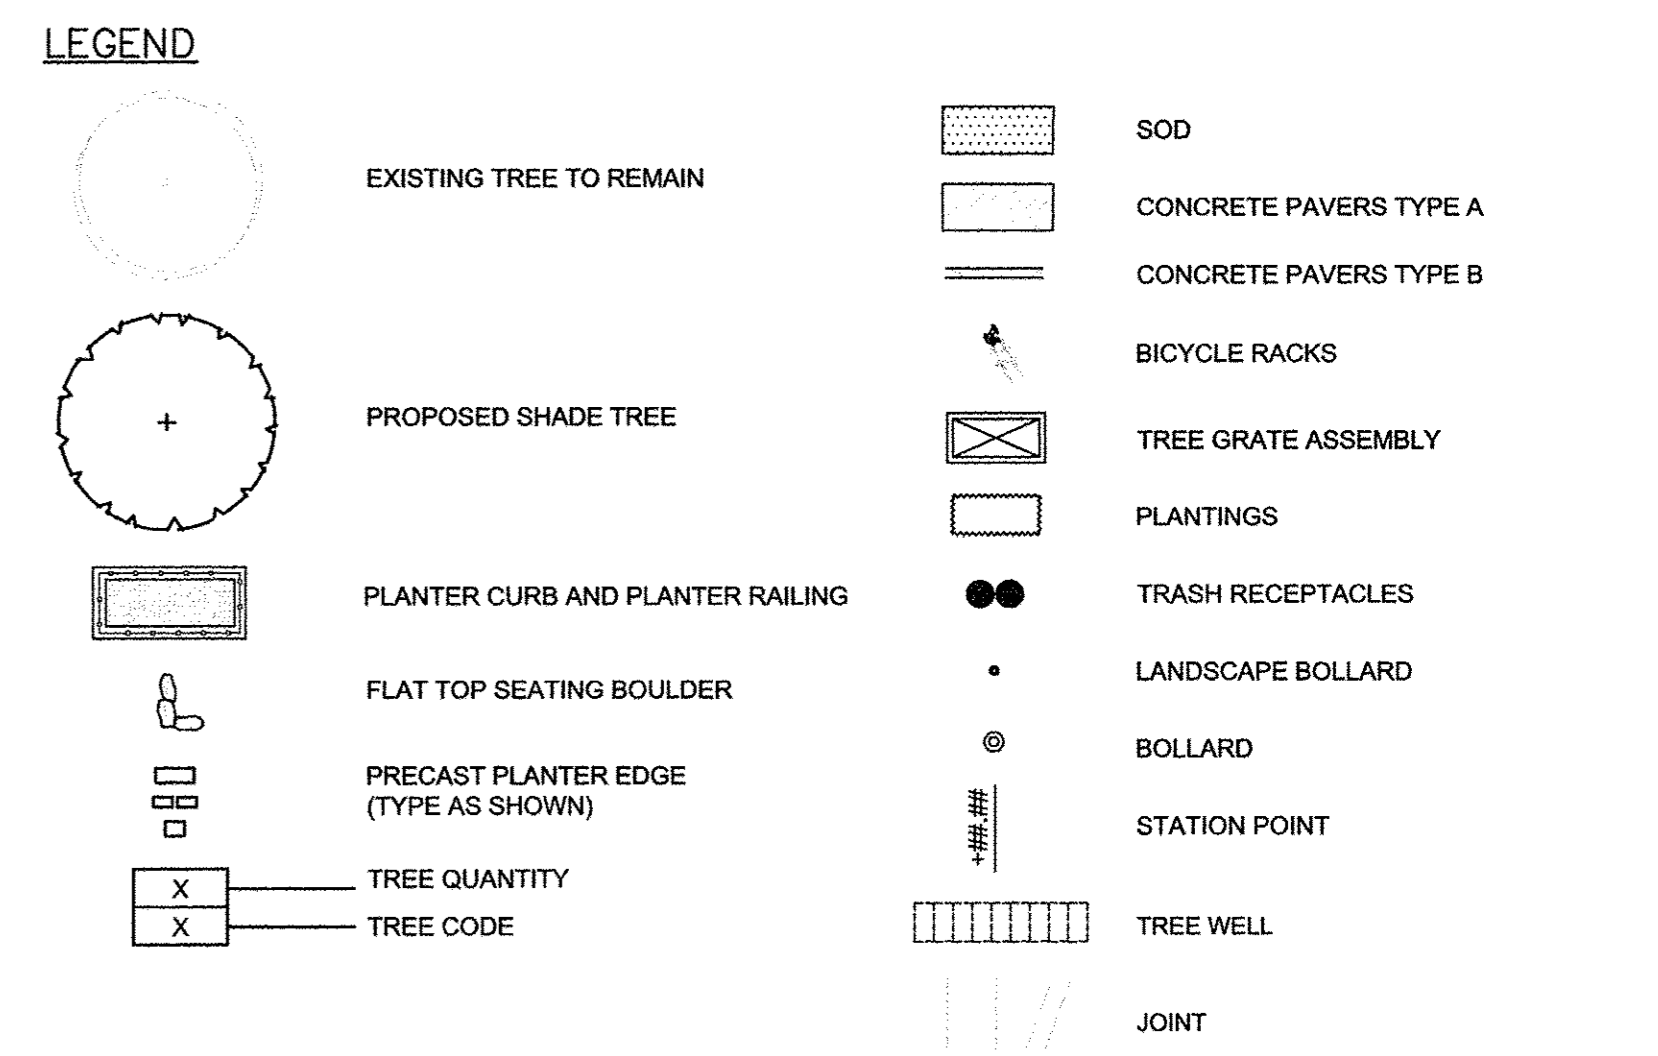 LEGEND
EXISTING TREE TO REMAIN
PROPOSED SHADE TREE
PLANTER CURB AND PLANTER RAILING
FLAT TOP SEATING BOULDER
PRECAST PLANTER EDGE
(TYPE AS SHOWN)
X TREE QUANTITY
X TREE CODE
SOD
CONCRETE PAVERS TYPE A
CONCRETE PAVERS TYPE B
BICYCLE RACKS
TREE GRATE ASSEMBLY
PLANTINGS
TRASH RECEPTACLES
LANDSCAPE BOLLARD
BOLLARD
+##.## STATION POINT
TREE WELL
JOINT